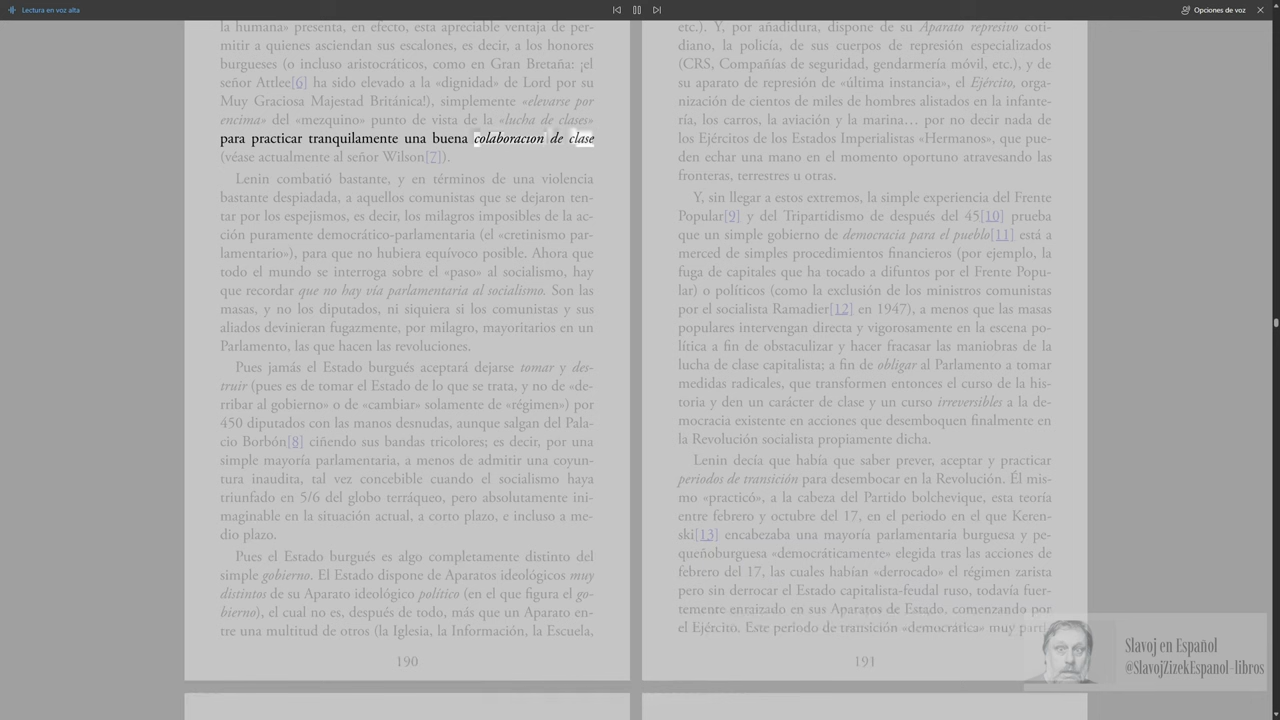 Lectura en voz alta
Opciones de voz
la humana» presenta, en efecto, esta apreciable ventaja de per-
mitir a quienes asciendan sus escalones, es decir, a los honores
burgueses (o incluso aristocráticos, como en Gran Bretaña: ¡el
señor Attlee[6] ha sido elevado a la «dignidad» de Lord por su
Muy Graciosa Majestad Británica!), simplemente «elevarse por
encima» del «mezquino» punto de vista de la «lucha de clases»
para practicar tranquilamente una buena colaboración de clase
(véase actualmente al señor Wilson[7]).
Lenin combatió bastante, y en términos de una violencia
bastante despiadada, a aquellos comunistas que se dejaron ten-
tar por los espejismos, es decir, los milagros imposibles de la ac-
ción puramente democrático-parlamentaria (el «cretinismo par-
lamentario»), para que no hubiera equívoco posible. Ahora que
todo el mundo se interroga sobre el «paso» al socialismo, hay
que recordar que no hay vía parlamentaria al socialismo. Son las
masas, y no los diputados, ni siquiera si los comunistas y sus
aliados devinieran fugazmente, por milagro, mayoritarios en un
Parlamento, las que hacen las revoluciones.
Pues jamás el Estado burgués aceptará dejarse tomar y des-
truir (pues es de tomar el Estado de lo que se trata, y no de «de-
rribar al gobierno» o de «cambiar» solamente de «régimen») por
450 diputados con las manos desnudas, aunque salgan del Pala-
cio Borbón[8] ciñendo sus bandas tricolores; es decir, por una
simple mayoría parlamentaria, a menos de admitir una coyun-
tura inaudita, tal vez concebible cuando el socialismo haya
triunfado en 5/6 del globo terráqueo, pero absolutamente ini-
maginable en la situación actual, a corto plazo, e incluso a me-
dio plazo.
Pues el Estado burgués es algo completamente distinto del
simple gobierno. El Estado dispone de Aparatos ideológicos muy
distintos de su Aparato ideológico político (en el que figura el go-
bierno), el cual no es, después de todo, más que un Aparato en-
tre una multitud de otros (la Iglesia, la Información, la Escuela,
190
etc.). Y, por añadidura, dispone de su Aparato represivo coti-
diano, la policía, de sus cuerpos de represión especializados
(CRS, Compañías de seguridad, gendarmería móvil, etc.), y de
su aparato de represión de «última instancia», el Ejército, orga-
nización de cientos de miles de hombres alistados en la infante-
ría, los carros, la aviación y la marina… por no decir nada de
los Ejércitos de los Estados Imperialistas «Hermanos», que pue-
den echar una mano en el momento oportuno atravesando las
fronteras, terrestres u otras.
Y, sin llegar a estos extremos, la simple experiencia del Frente
Popular[9] y del Tripartidismo de después del 45[10] prueba
que un simple gobierno de democracia para el pueblo[11] está a
merced de simples procedimientos financieros (por ejemplo, la
fuga de capitales que ha tocado a difuntos por el Frente Popu-
lar) o políticos (como la exclusión de los ministros comunistas
por el socialista Ramadier[12] en 1947), a menos que las masas
populares intervengan directa y vigorosamente en la escena po-
lítica a fin de obstaculizar y hacer fracasar las maniobras de la
lucha de clase capitalista; a fin de obligar al Parlamento a tomar
medidas radicales, que transformen entonces el curso de la his-
toria y den un carácter de clase y un curso irreversibles a la de-
mocracia existente en acciones que desemboquen finalmente en
la Revolución socialista propiamente dicha.
Lenin decía que había que saber prever, aceptar y practicar
periodos de transición para desembocar en la Revolución. Él mis-
mo «practicó», a la cabeza del Partido bolchevique, esta teoría
entre febrero y octubre del 17, en el periodo en el que Keren-
ski[13] encabezaba una mayoría parlamentaria burguesa y pe-
queñoburguesa «democráticamente» elegida tras las acciones de
febrero del 17, las cuales habían «derrocado» el régimen zarista
pero sin derrocar el Estado capitalista-feudal ruso, todavía fuer-
temente enraizado en sus Aparatos de Estado, comenzando por
el Ejército. Este periodo de transición «democrática» muy parti-
191
Slavoj en Español
@SlavojZizekEspanol-libros